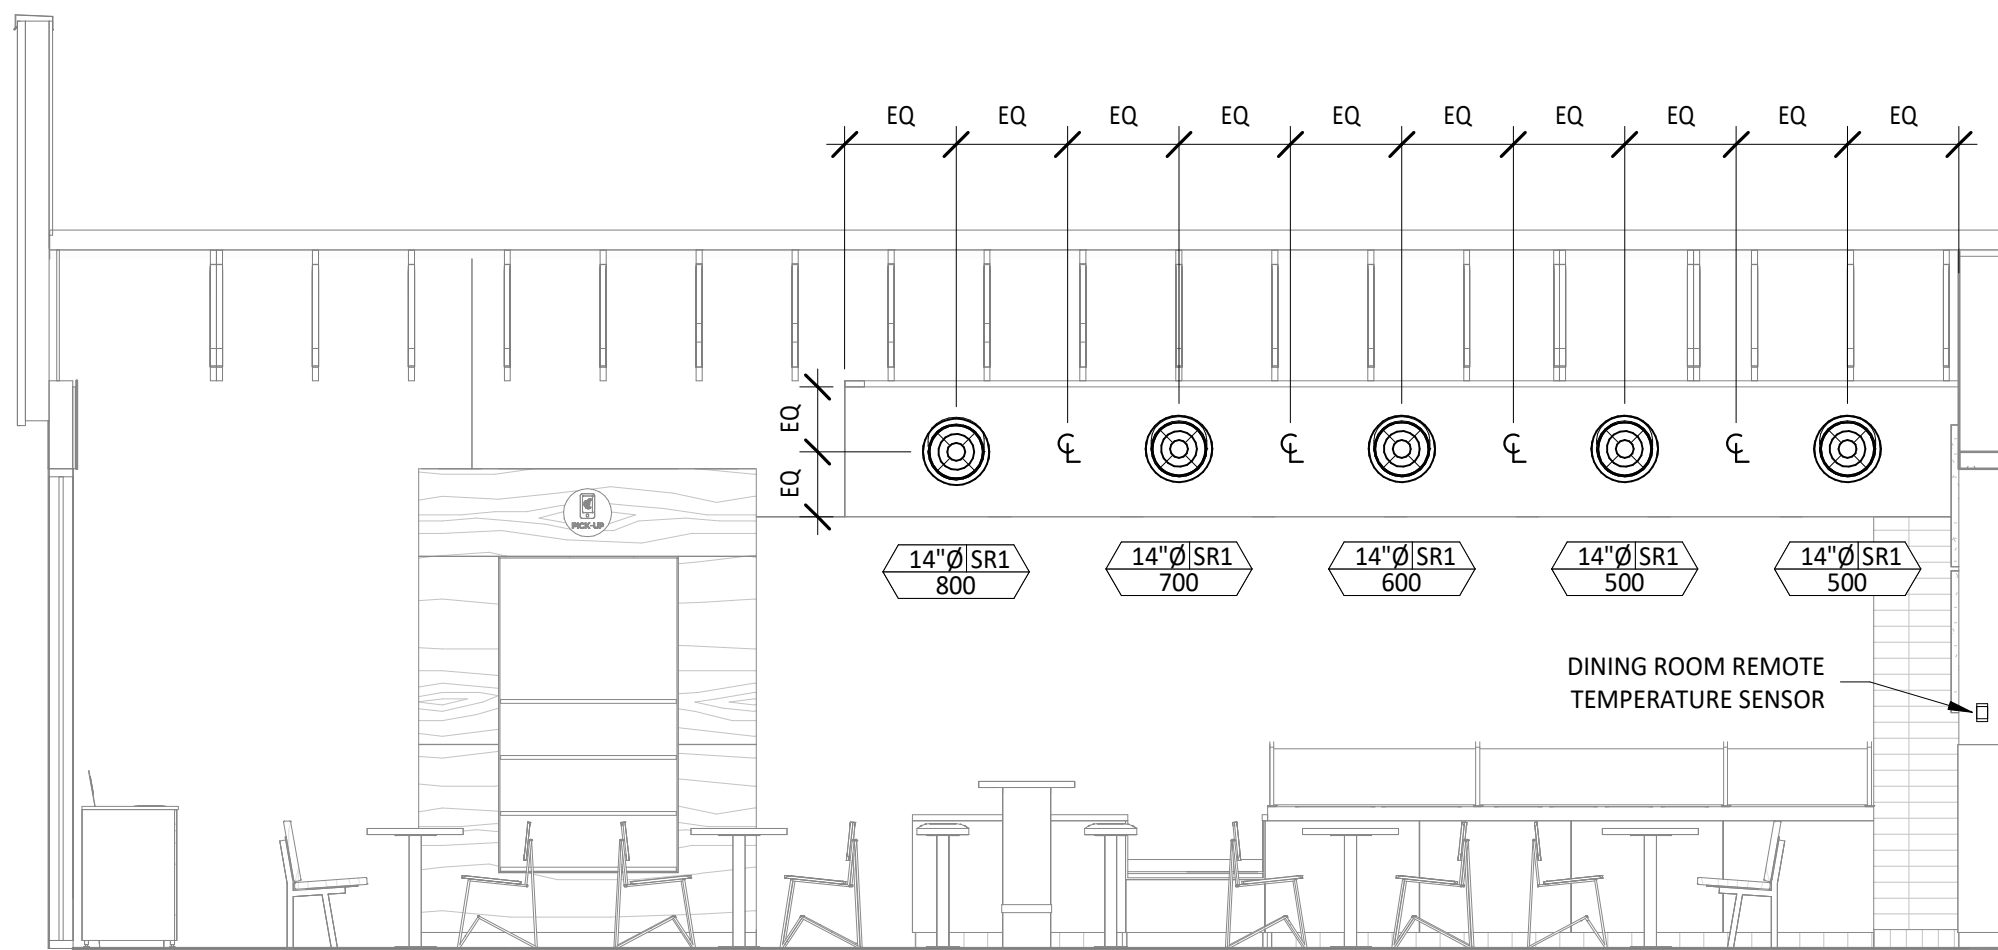 EQ EQ EQ EQ EQ EQ EQ EQ EQ EQ
EQ
℄ ℄ ℄ ℄
EQ
PICK-UP
14"Ø SR1
800
14"Ø SR1
700
14"Ø SR1
600
14"Ø SR1
500
14"Ø SR1
500
DINING ROOM REMOTE
TEMPERATURE SENSOR